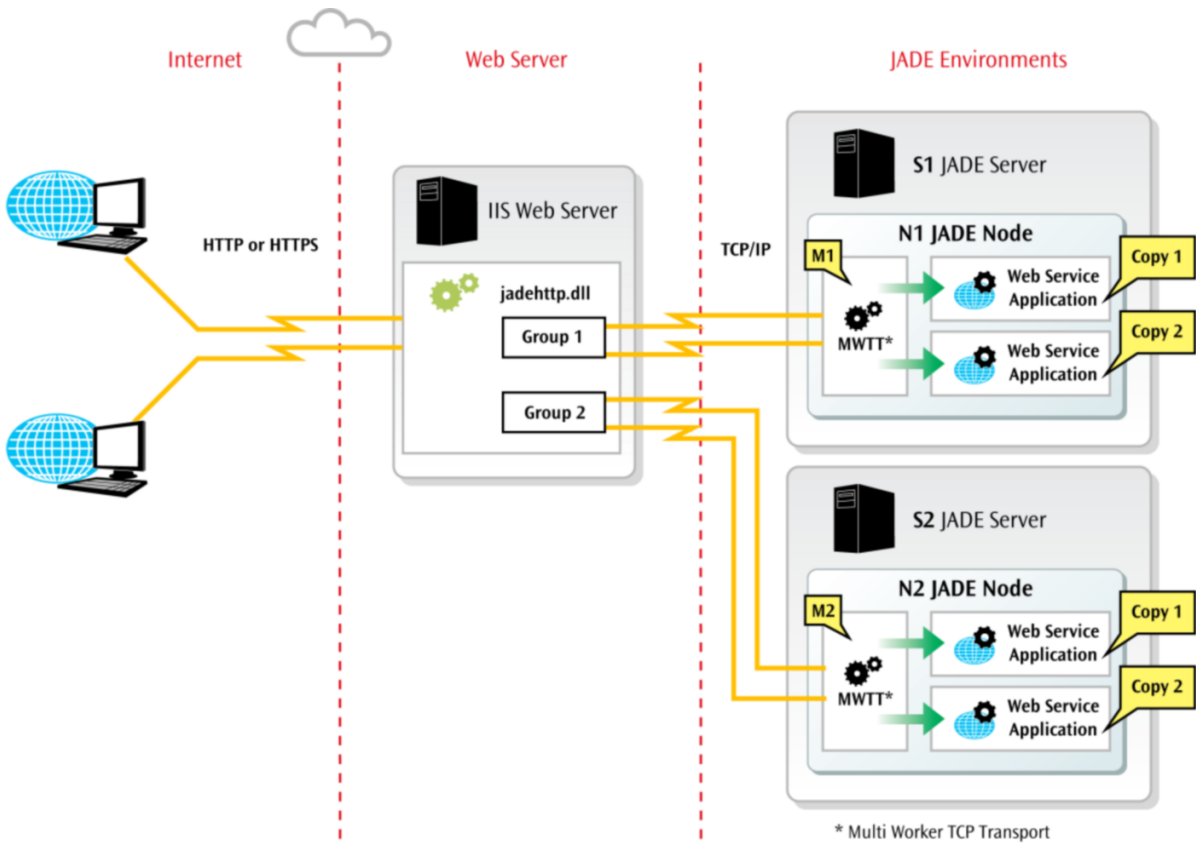 Internet
Web Server
JADE Environments
HTTP or HTTPS
IIS Web Server
jadehttp.dll
Group 1
Group 2
TCP/IP
S1 JADE Server
N1 JADE Node
M1
MWTT*
Web Service
Application
Copy 1
Web Service
Application
Copy 2
S2 JADE Server
N2 JADE Node
M2
MWTT*
Web Service
Application
Copy 1
Web Service
Application
Copy 2
* Multi Worker TCP Transport